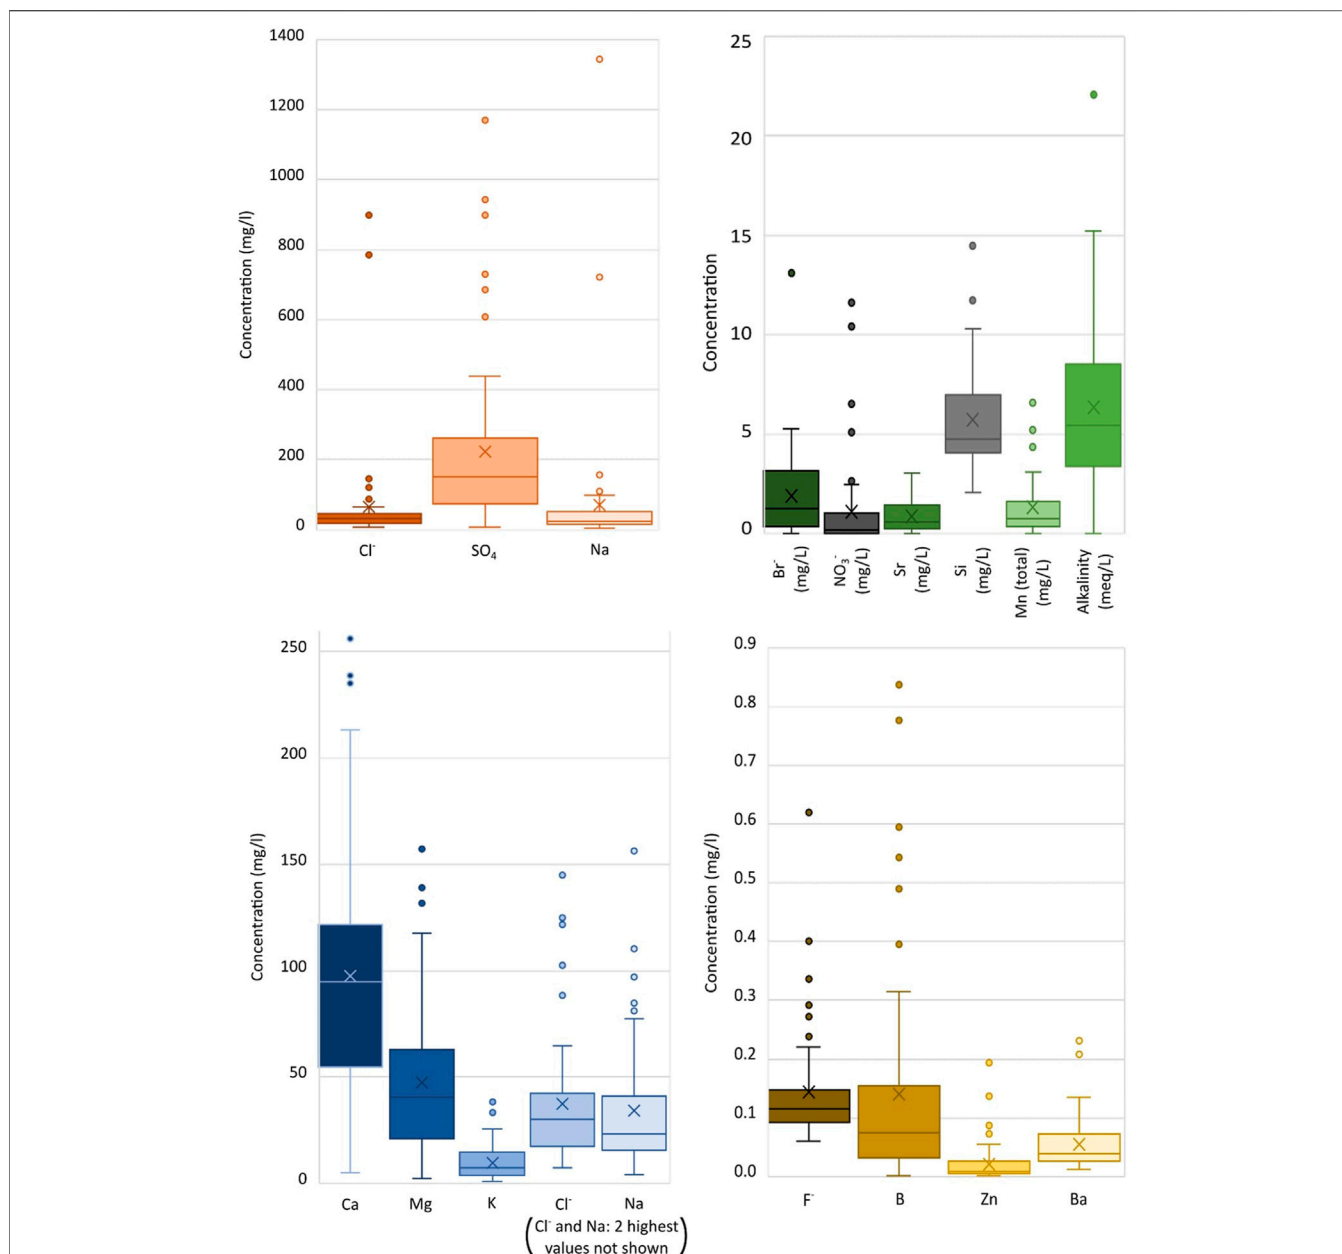 1400
1200
1000
800
600
400
200
0
Concentration (mg/l)
Cl⁻
SO₄
Na
25
20
15
10
5
0
Concentration
Br⁻
(mg/L)
NO₃⁻
(mg/L)
Sr
(mg/L)
Si
(mg/L)
Mn (total)
(mg/L)
Alkalinity
(meq/L)
250
200
150
100
50
0
Concentration (mg/l)
Ca
Mg
K
Cl⁻
Na
(Cl⁻ and Na: 2 highest
values not shown)
0.9
0.8
0.7
0.6
0.5
0.4
0.3
0.2
0.1
0.0
Concentration (mg/l)
F⁻
B
Zn
Ba